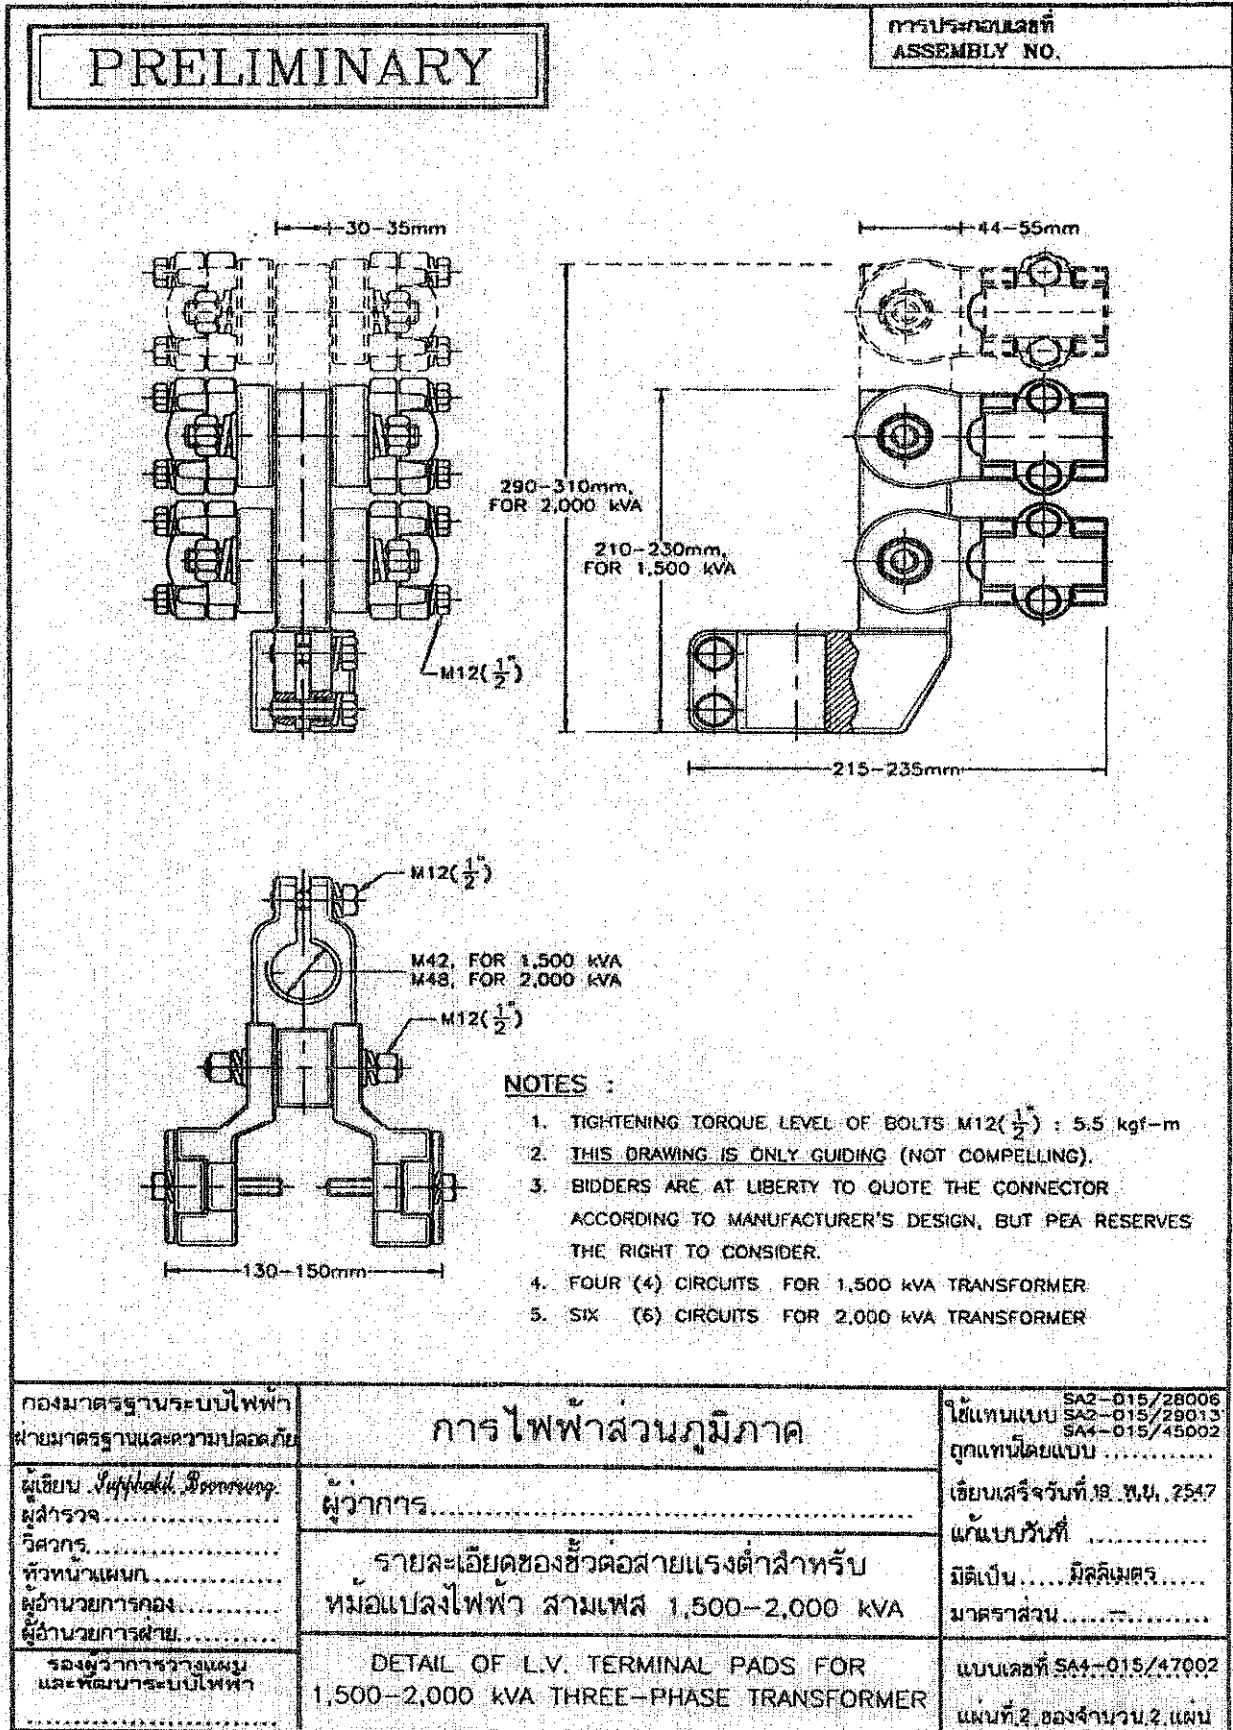 PRELIMINARY
การประกอบเลขที่
ASSEMBLY NO.
30-35mm
44-55mm
290-310mm,
FOR 2,000 kVA
210-230mm,
FOR 1,500 kVA
M12(1/2")
215-235mm
M12(1/2")
M42, FOR 1,500 kVA
M48, FOR 2,000 kVA
M12(1/2")
130-150mm
NOTES :
1. TIGHTENING TORQUE LEVEL OF BOLTS M12(1/2") : 5.5 kgf-m
2. THIS DRAWING IS ONLY GUIDING (NOT COMPELLING).
3. BIDDERS ARE AT LIBERTY TO QUOTE THE CONNECTOR
ACCORDING TO MANUFACTURER'S DESIGN, BUT PEA RESERVES
THE RIGHT TO CONSIDER.
4. FOUR (4) CIRCUITS FOR 1,500 kVA TRANSFORMER
5. SIX (6) CIRCUITS FOR 2,000 kVA TRANSFORMER
กองมาตรฐานระบบไฟฟ้า
ฝ่ายมาตรฐานและความปลอดภัย
ผู้เขียน
ผู้สำรวจ
วิศวกร
หัวหน้าแผนก
ผู้อำนวยการกอง
ผู้อำนวยการฝ่าย
รองผู้ว่าการวางแผน
และพัฒนาระบบไฟฟ้า
การไฟฟ้าส่วนภูมิภาค
ผู้ว่าการ
รายละเอียดของขั้วต่อสายแรงต่ำสำหรับ
หม้อแปลงไฟฟ้า สามเฟส 1,500-2,000 kVA
DETAIL OF L.V. TERMINAL PADS FOR
1,500-2,000 kVA THREE-PHASE TRANSFORMER
SA2-015/28006
ใช้แทนแบบ SA2-015/29013
SA4-015/45002
ถูกแทนโดยแบบ
เขียนเสร็จวันที่ 19 พ.ย. 2547
แก้แบบวันที่
มิติเป็น มิลลิเมตร
มาตราส่วน -
แบบเลขที่ SA4-015/47002
แผ่นที่ 2 ของจำนวน 2 แผ่น